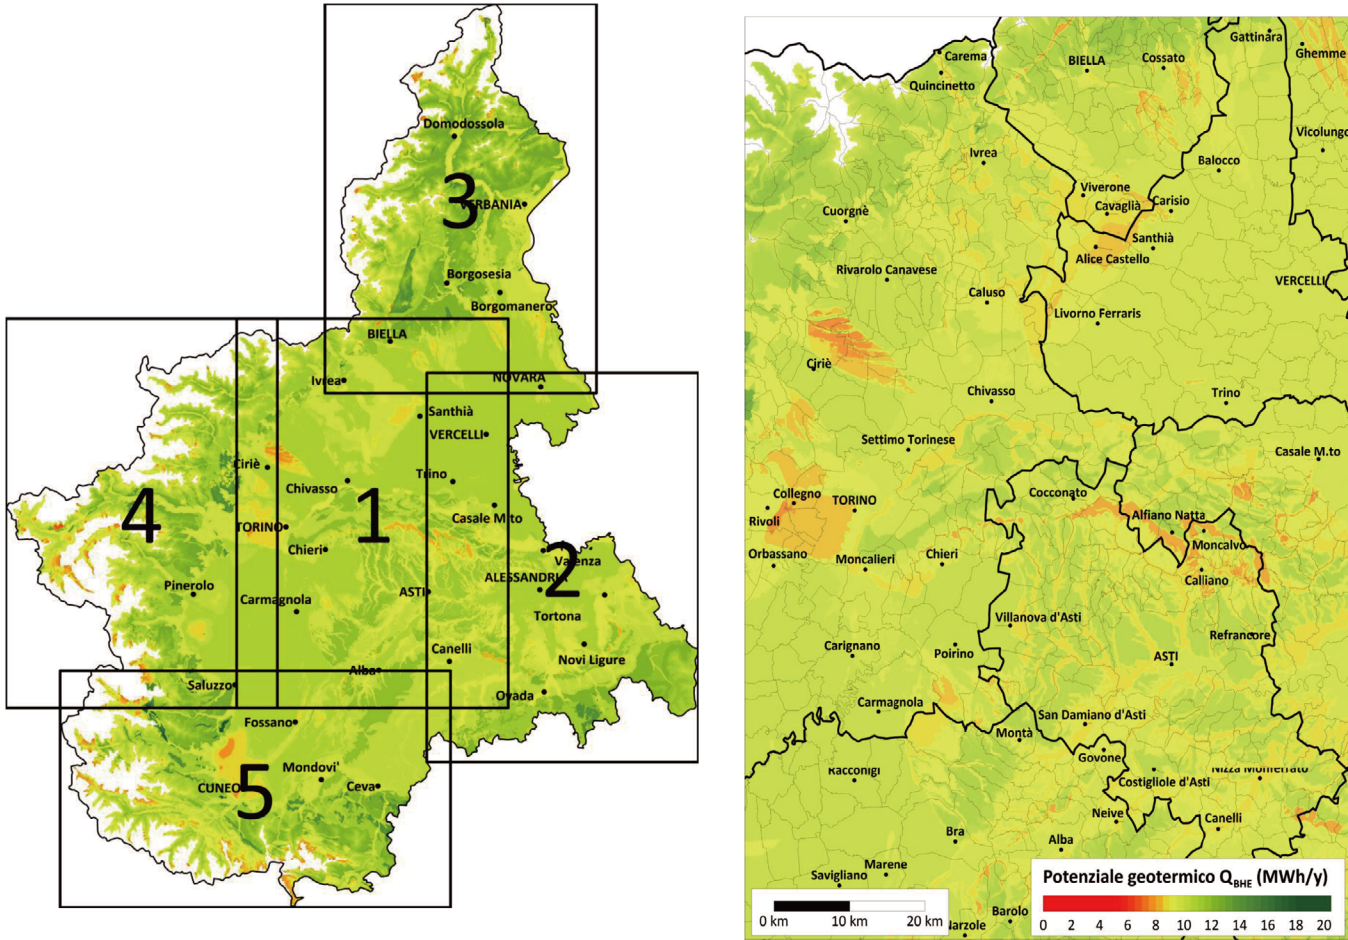 Domodossola
3
VERBANIA
Borgosesia
Borgomanero
BIELLA
Ivrea
NOVARA
Santhià
VERCELLI
Ciriè
Trino
Chivasso
4
1
Casale M.to
TORINO
Chieri
Valenza
2
ALESSANDRIA
Pinerolo
ASTI
Carmagnola
Tortona
Canelli
Novi Ligure
Alba
Saluzzo
Ovada
Fossano
Mondovi'
CUNEO
5
Ceva
Gattinara
Carema
BIELLA
Cossato
Ghemme
Quincinetto
Vicolungo
Ivrea
Balocco
Viverone
Cavaglià
Carisio
Cuorgnè
Santhià
Alice Castello
Rivarolo Canavese
VERCELLI
Caluso
Livorno Ferraris
Ciriè
Chivasso
Trino
Settimo Torinese
Casale M.to
Collegno
TORINO
Cocconato
Rivoli
Alfiano Natta
Orbassano
Moncalieri
Chieri
Moncalvo
Calliano
Villanova d'Asti
Refrancore
Carignano
Poirino
ASTI
Carmagnola
San Damiano d'Asti
Montà
Govone
Racconigi
Costigliole d'Asti
Nizza Monferrato
Neive
Canelli
Bra
Alba
Marene
Savigliano
Barolo
Narzole
0 km
10 km
20 km
Potenziale geotermico Q_BHE (MWh/y)
0 2 4 6 8 10 12 14 16 18 20